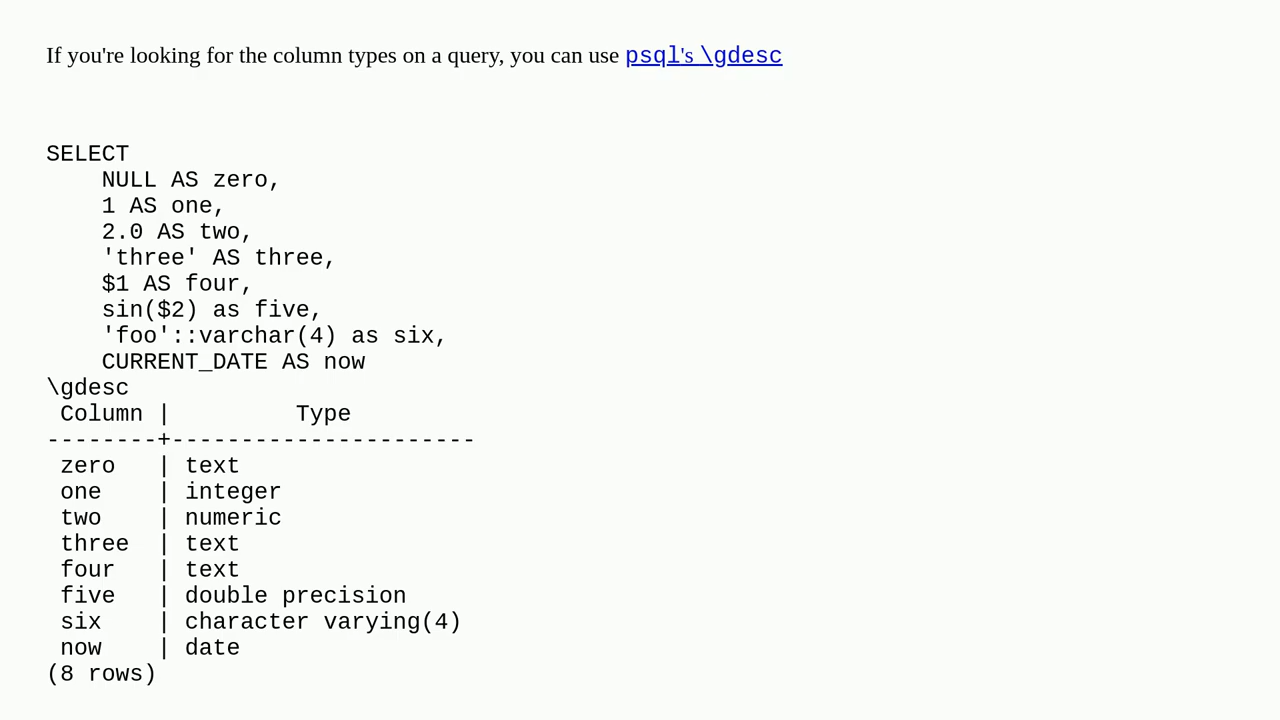 If you're looking for the column types on a query, you can use psql's \gdesc
SELECT
    NULL AS zero,
    1 AS one,
    2.0 AS two,
    'three' AS three,
    $1 AS four,
    sin($2) as five,
    'foo'::varchar(4) as six,
    CURRENT_DATE AS now
\gdesc
 Column |         Type
--------+----------------------
 zero   | text
 one    | integer
 two    | numeric
 three  | text
 four   | text
 five   | double precision
 six    | character varying(4)
 now    | date
(8 rows)